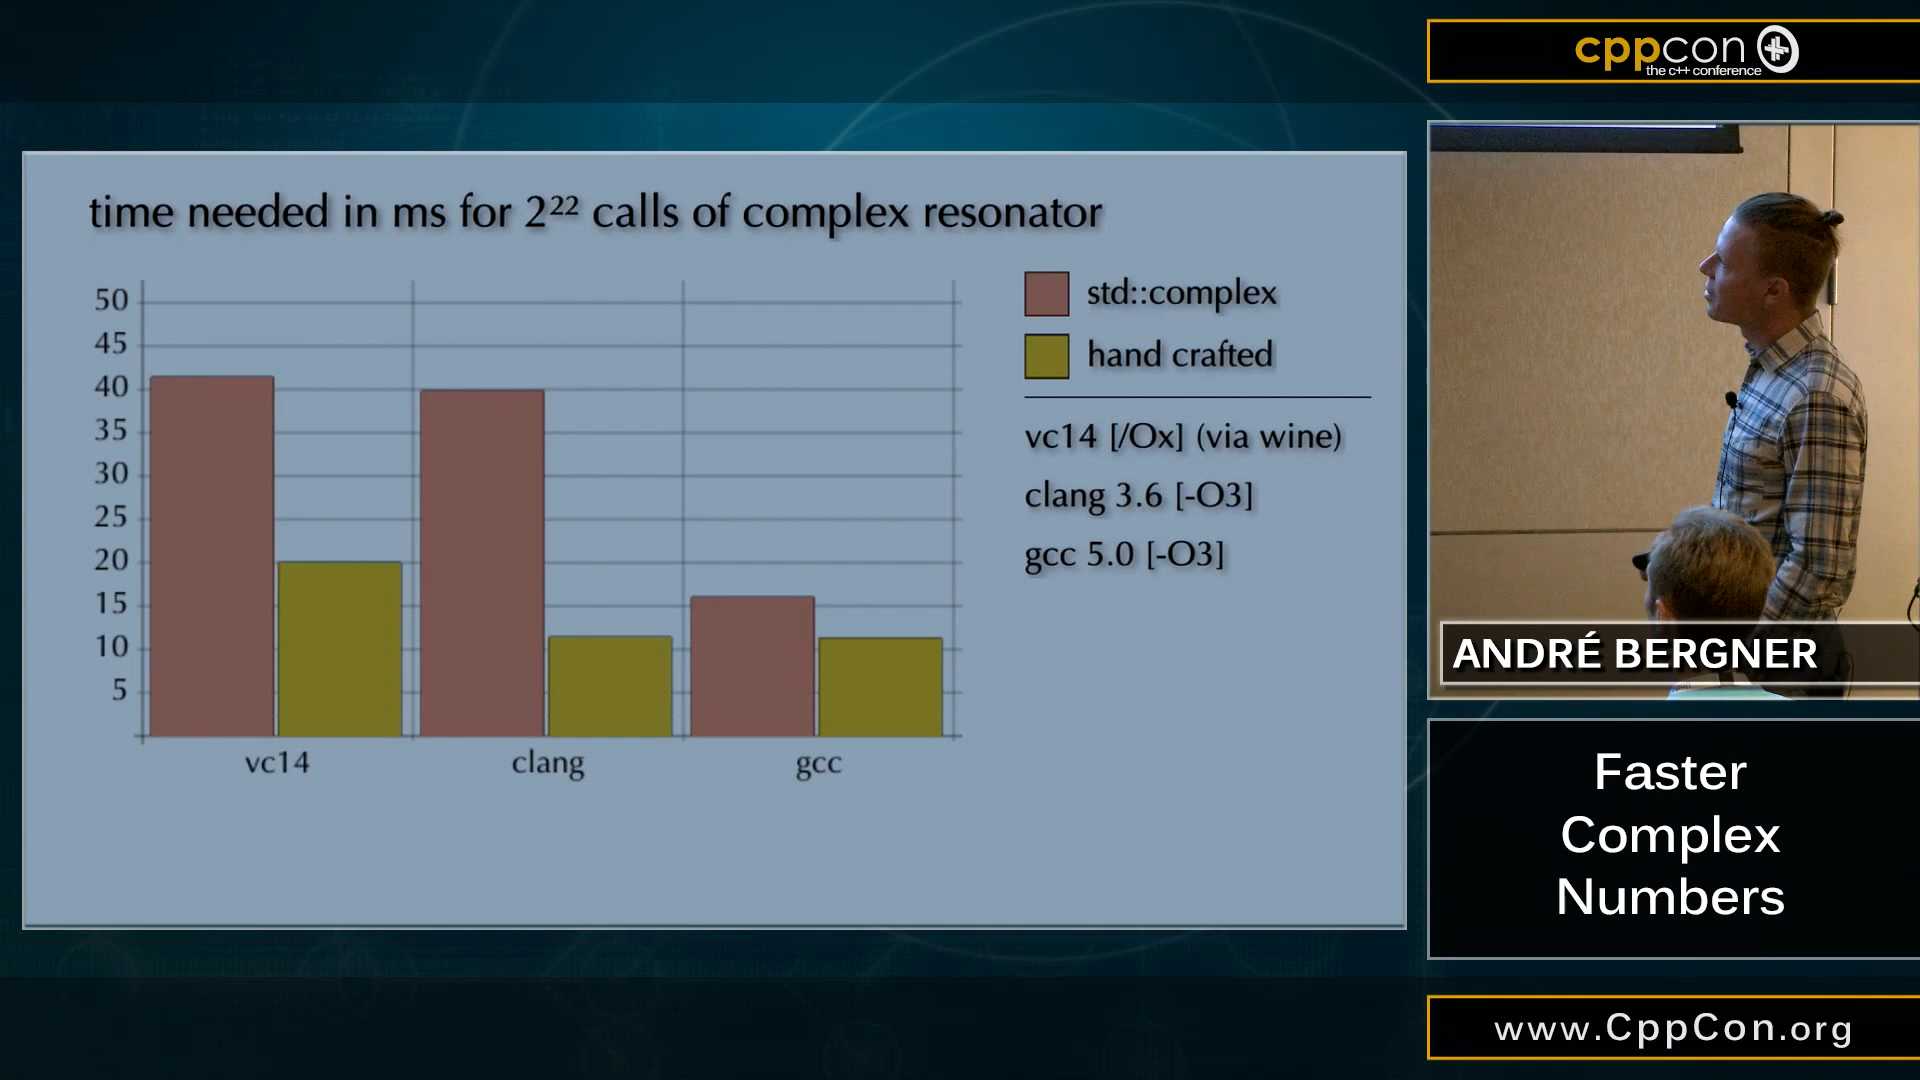 cppcon
the c++ conference
time needed in ms for 2²² calls of complex resonator
50
45
40
35
30
25
20
15
10
5
vc14
clang
gcc
std::complex
hand crafted
vc14 [/Ox] (via wine)
clang 3.6 [-O3]
gcc 5.0 [-O3]
ANDRÉ BERGNER
Faster
Complex
Numbers
www.CppCon.org